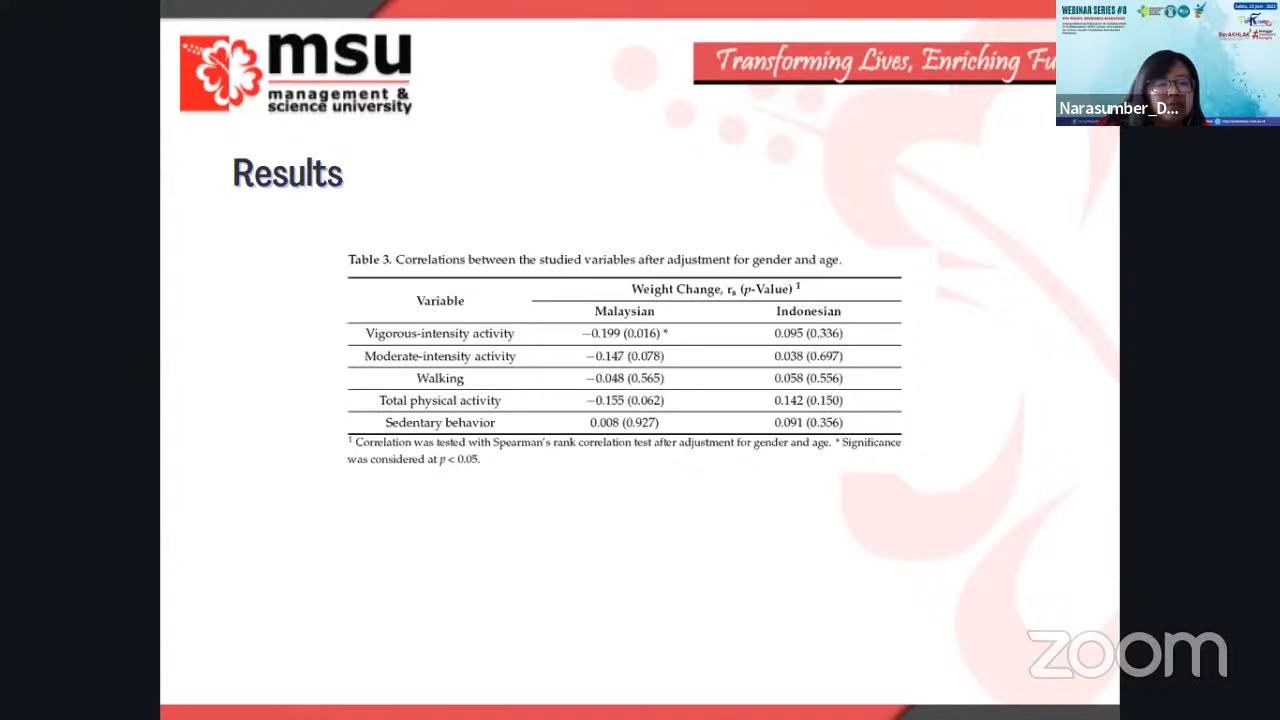 msu
management &
science university
Transforming Lives, Enriching Fu
WEBINAR SERIES #8
Narasumber_D...
Results
Table 3. Correlations between the studied variables after adjustment for gender and age.
Variable
Weight Change, rs (p-Value) 1
Malaysian Indonesian
Vigorous-intensity activity −0.199 (0.016) * 0.095 (0.336)
Moderate-intensity activity −0.147 (0.078) 0.038 (0.697)
Walking −0.048 (0.565) 0.058 (0.556)
Total physical activity −0.155 (0.062) 0.142 (0.150)
Sedentary behavior 0.008 (0.927) 0.091 (0.356)
1 Correlation was tested with Spearman's rank correlation test after adjustment for gender and age. * Significance
was considered at p < 0.05.
zoom